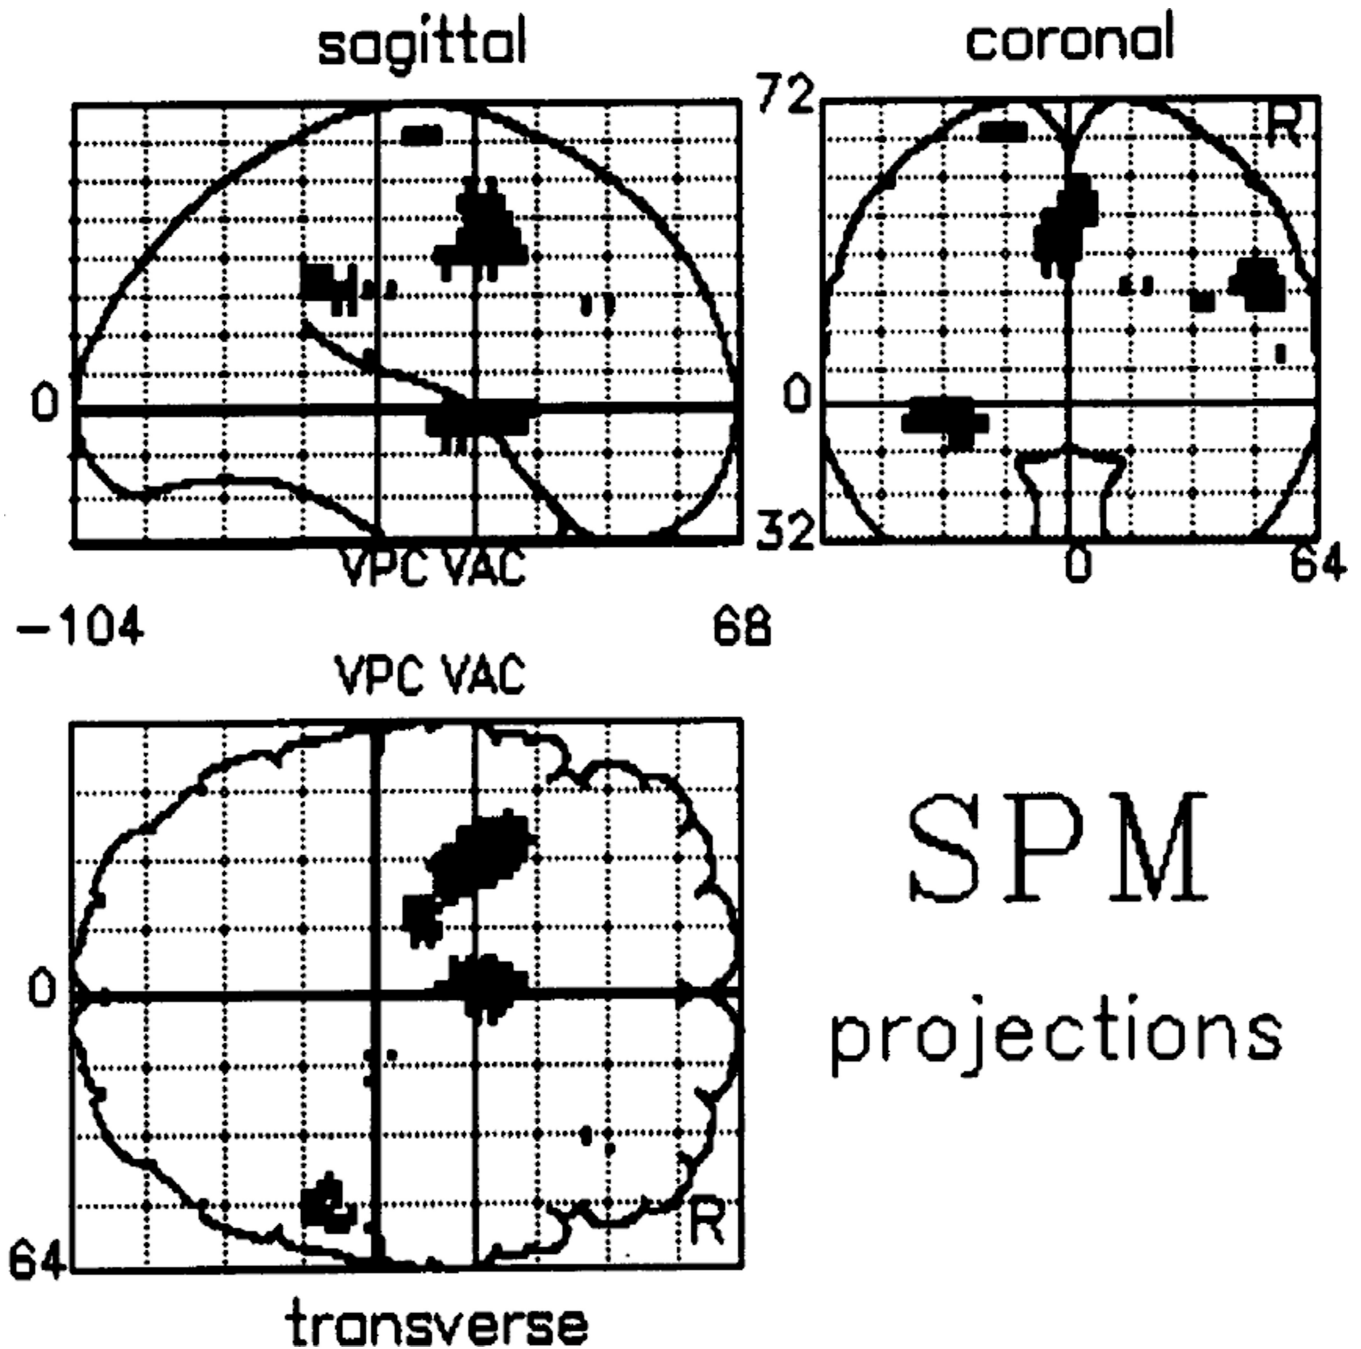 sagittal
coronal
72
R
0
0
32
VPC VAC
0
64
-104
68
VPC VAC
SPM
0
projections
R
64
transverse